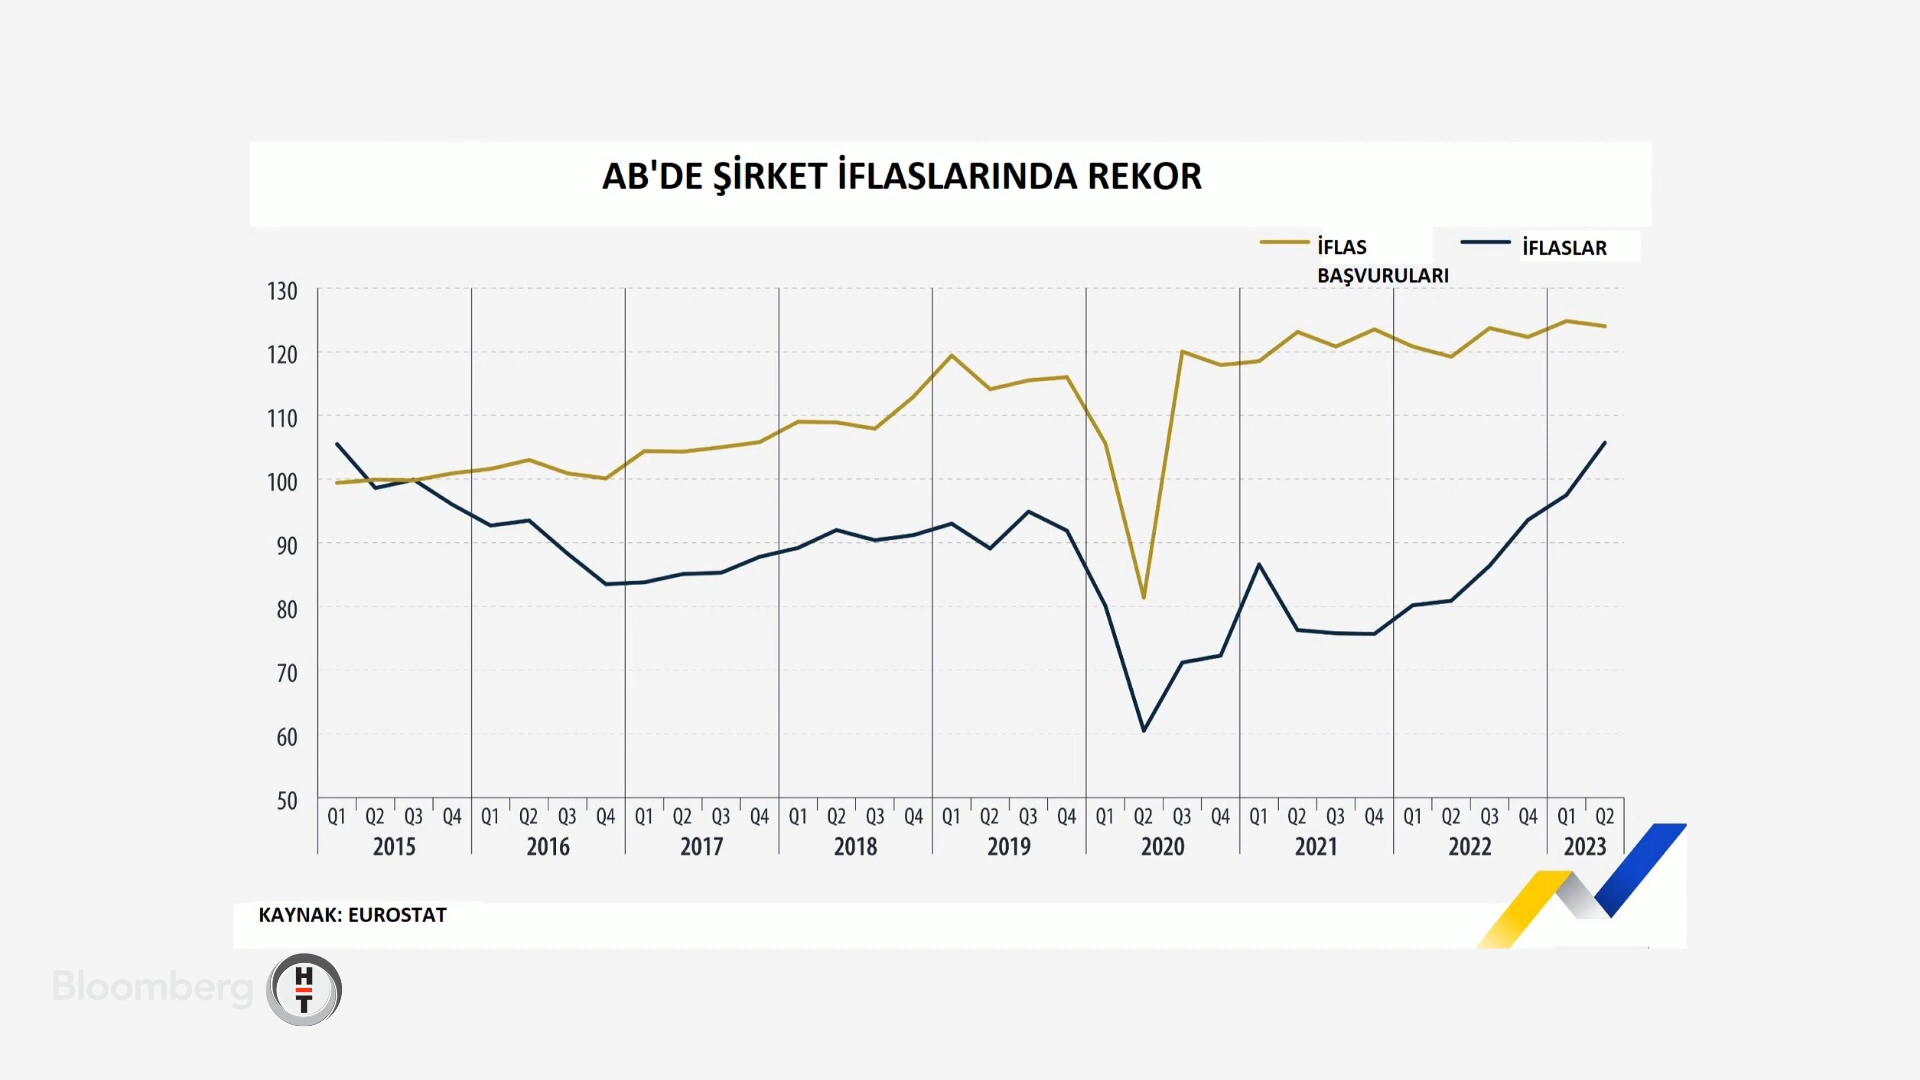 AB'DE ŞİRKET İFLASLARINDA REKOR
İFLAS BAŞVURULARI
İFLASLAR
130
120
110
100
90
80
70
60
50
Q1 Q2 Q3 Q4 Q1 Q2 Q3 Q4 Q1 Q2 Q3 Q4 Q1 Q2 Q3 Q4 Q1 Q2 Q3 Q4 Q1 Q2 Q3 Q4 Q1 Q2 Q3 Q4 Q1 Q2 Q3 Q4 Q1 Q2
2015 2016 2017 2018 2019 2020 2021 2022 2023
KAYNAK: EUROSTAT
Bloomberg HT